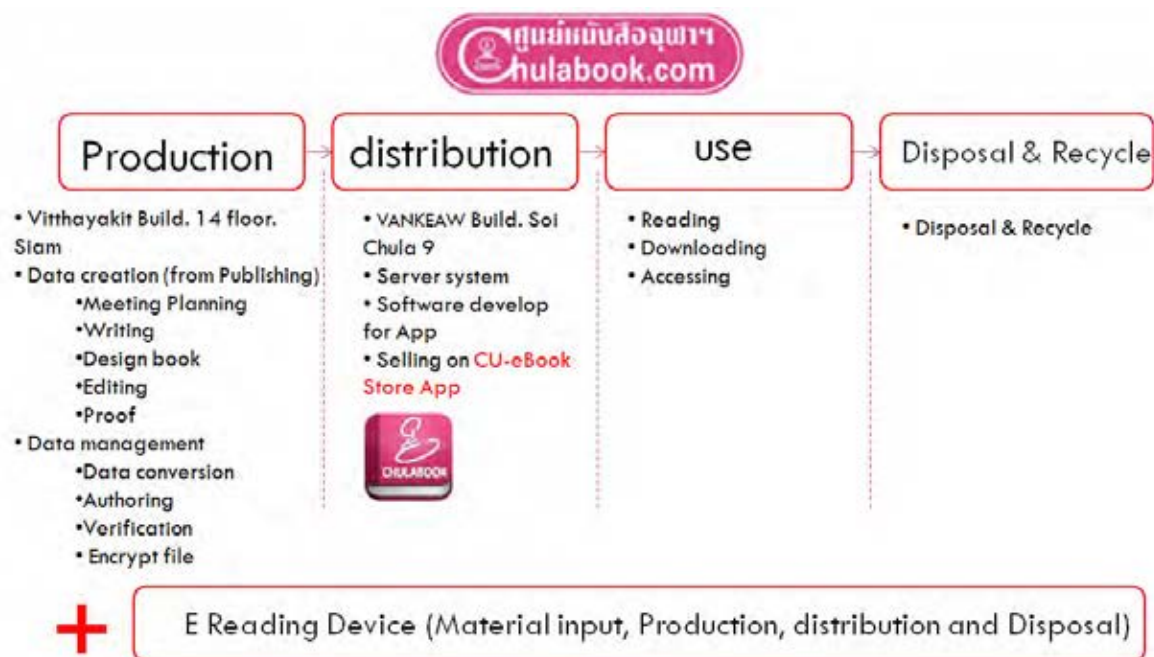 ศูนย์หนังสือจุฬาฯ
Chulabook.com
Production
• Vitthayakit Build. 14 floor.
Siam
• Data creation (from Publishing)
•Meeting Planning
•Writing
•Design book
•Editing
•Proof
• Data management
•Data conversion
•Authoring
•Verification
• Encrypt file
distribution
• VANKEAW Build. Soi
Chula 9
• Server system
• Software develop
for App
• Selling on CU-eBook
Store App
CHULABOOK
use
• Reading
• Downloading
• Accessing
Disposal & Recycle
• Disposal & Recycle
+ E Reading Device (Material input, Production, distribution and Disposal)